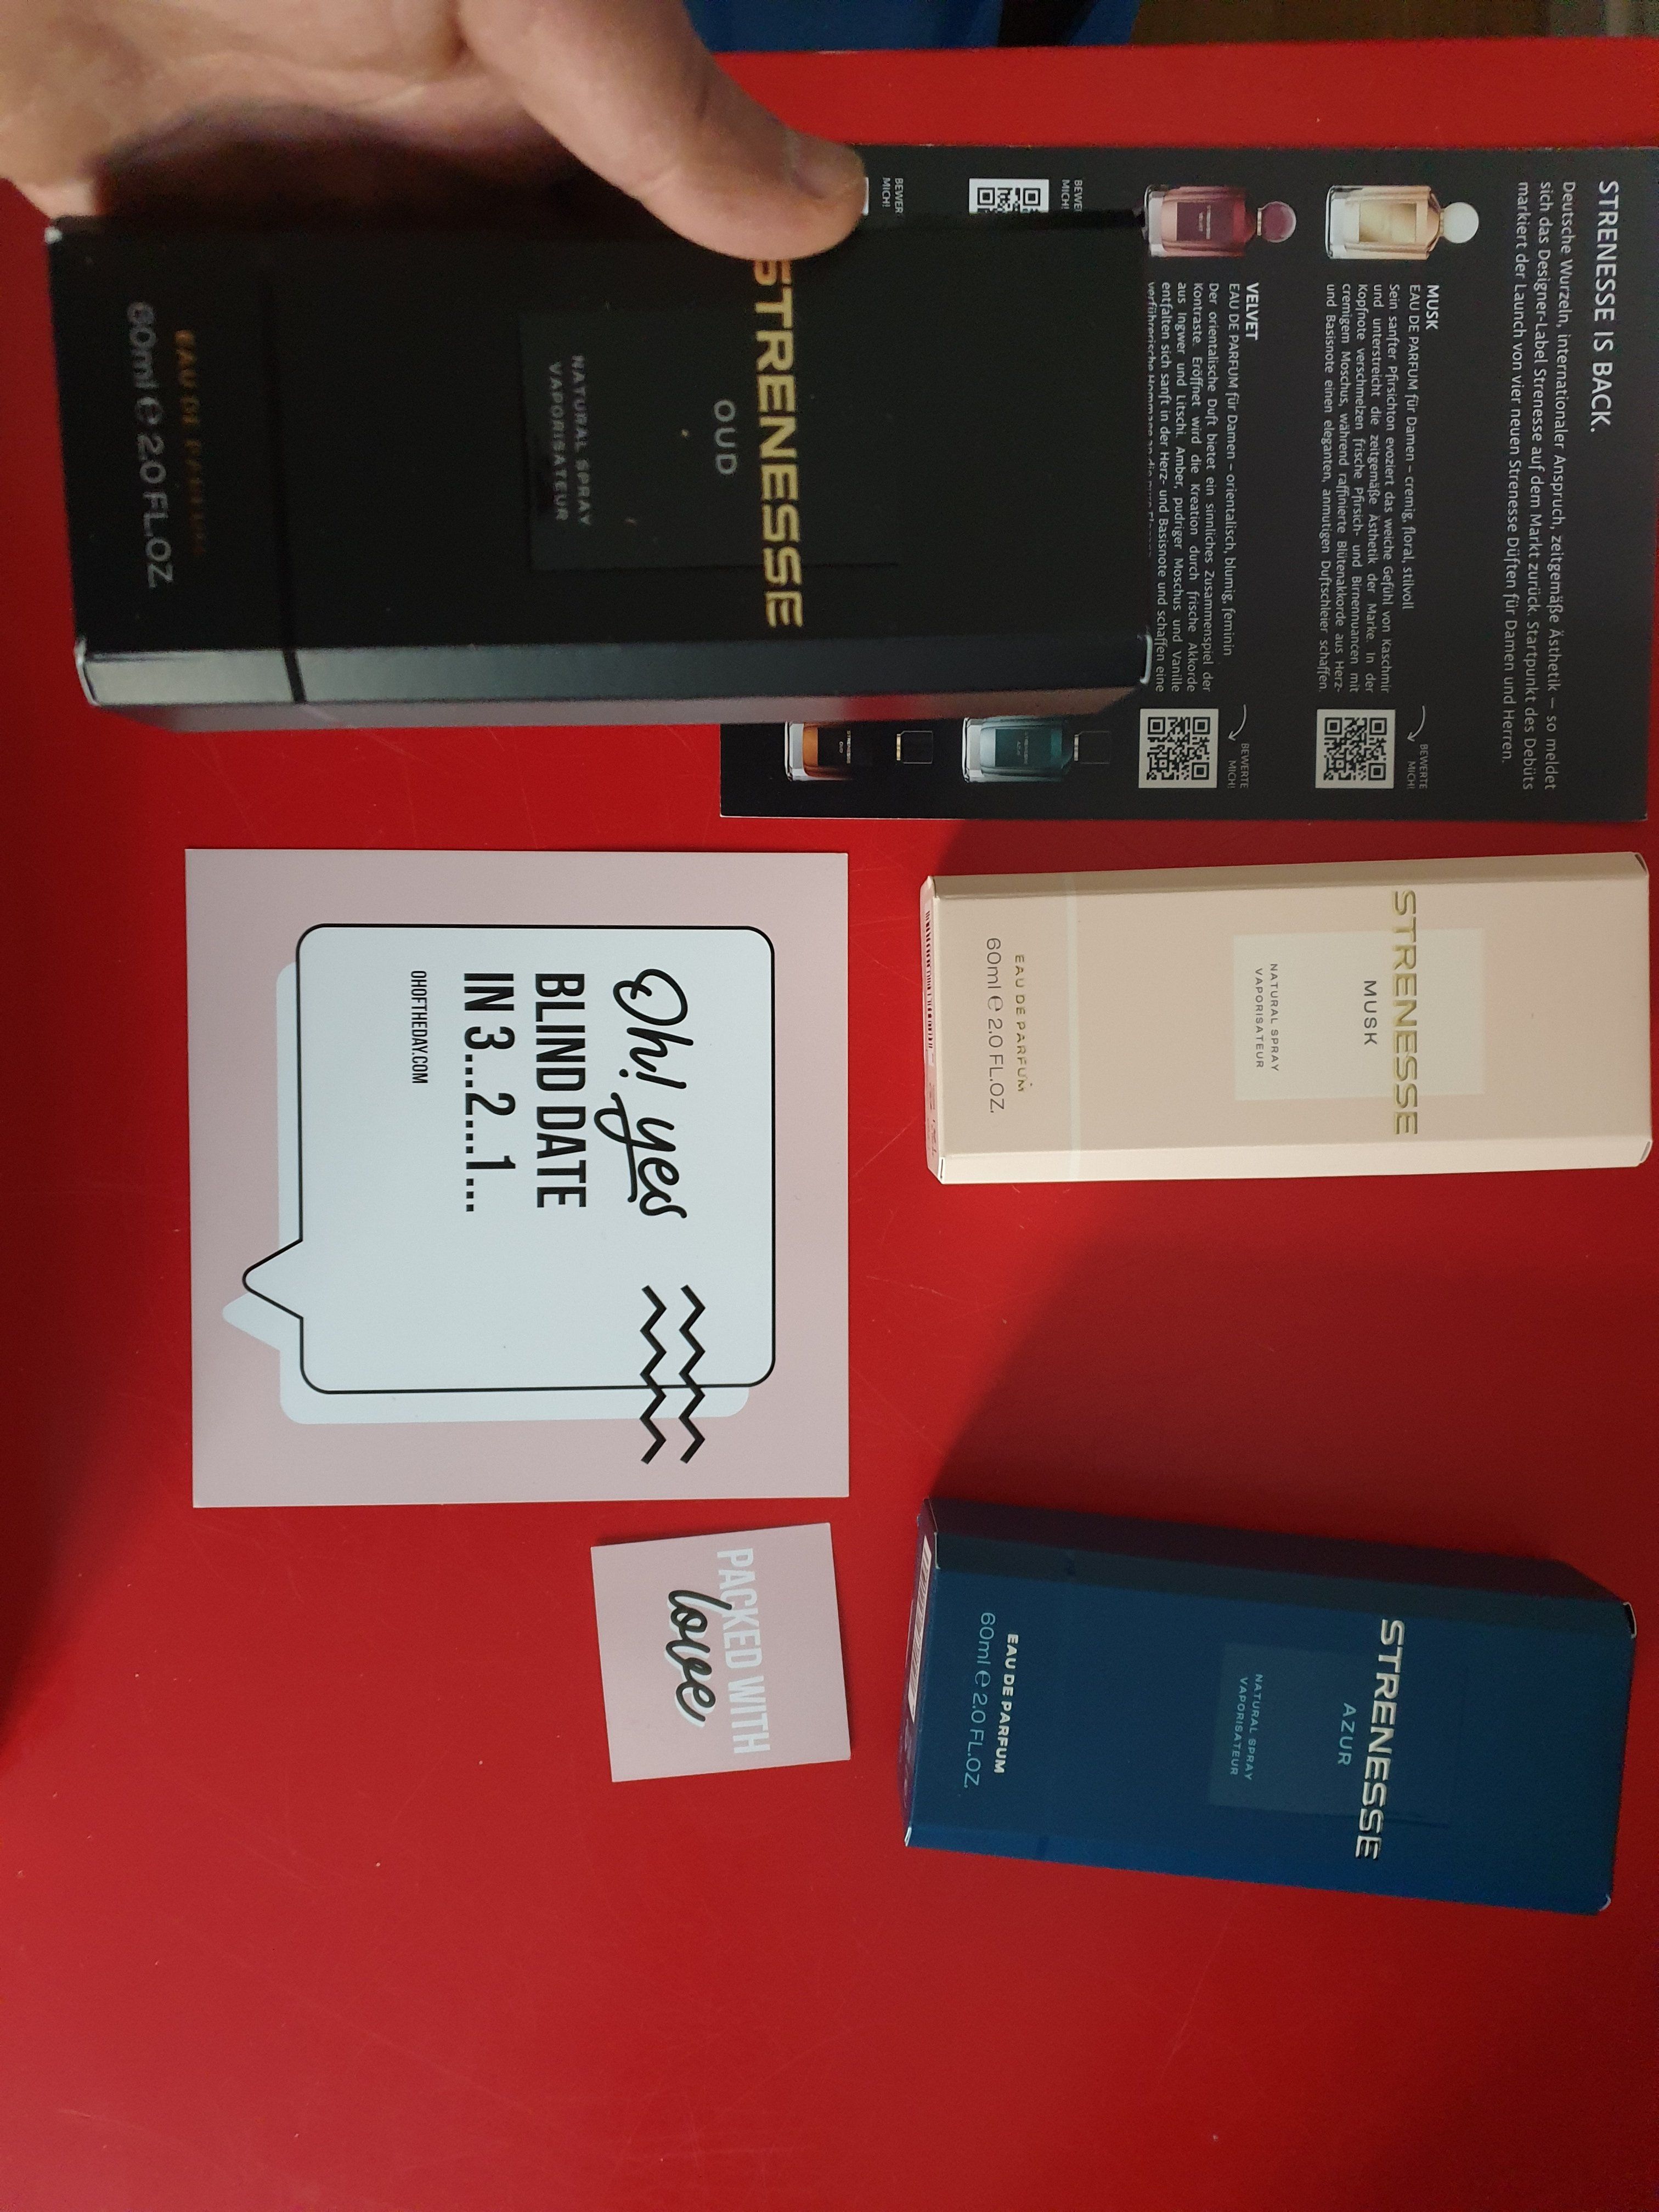 STRENESSE IS BACK.
Deutsche Wurzeln, internationaler Anspruch, zeitgemäße Ästhetik – so meldet
sich das Designer-Label Strenesse auf dem Markt zurück. Startpunkt des Debüts
markiert der Launch von vier neuen Strenesse Düften für Damen und Herren.
MUSK
EAU DE PARFUM für Damen – cremig, floral, stilvoll
Sein sanfter Pfirsichton evoziert das weiche Gefühl von Kaschmir
und unterstreicht die zeitgemäße Ästhetik der Marke. In der
Kopfnote verschmelzen frische Pfirsich- und Birnennuancen mit
cremigem Moschus, während raffinierte Blütenakkorde aus Herz-
und Basisnote einen eleganten, anmutigen Duftschleier schaffen.
BEWERTE
MICH!
VELVET
EAU DE PARFUM für Damen – orientalisch, blumig, feminin
Der orientalische Duft bietet ein sinnliches Zusammenspiel der
Kontraste. Eröffnet wird die Kreation durch frische Akkorde
aus Ingwer und Litschi. Amber, pudriger Moschus und Vanille
entfalten sich sanft in der Herz- und Basisnote und schaffen eine
BEWERTE
MICH!
MICH!
MICH!
STRENESSE
OUD
NATURAL SPRAY
VAPORISATEUR
EAU DE PARFUM
60ml e 2.0 FL.OZ.
STRENESSE
MUSK
NATURAL SPRAY
VAPORISATEUR
EAU DE PARFUM
60ml e 2.0 FL.OZ.
STRENESSE
AZUR
NATURAL SPRAY
VAPORISATEUR
EAU DE PARFUM
60ml e 2.0 FL.OZ.
Oh! yes
BLIND DATE
IN 3...2...1...
OHOFTHEDAY.COM
PACKED WITH
love